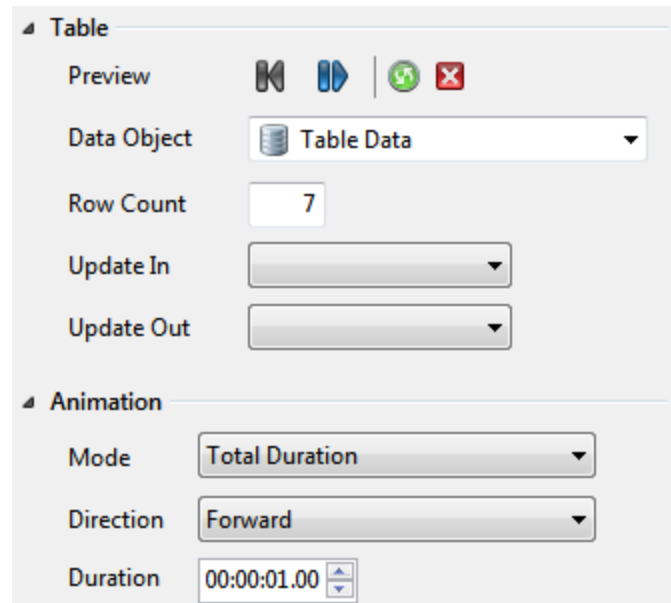 Table
Preview
Data Object Table Data
Row Count 7
Update In
Update Out
Animation
Mode Total Duration
Direction Forward
Duration 00:00:01.00